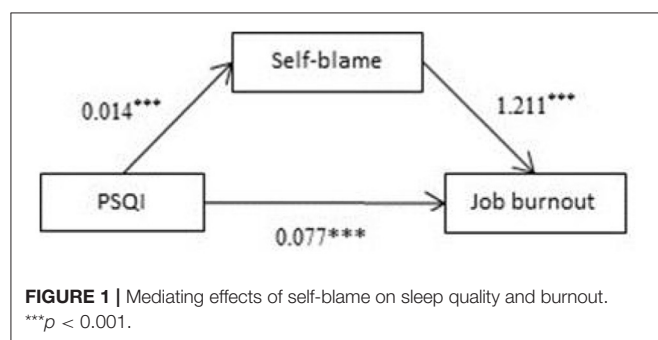 Self-blame
0.014***
1.211***
PSQI
Job burnout
0.077***
FIGURE 1 | Mediating effects of self-blame on sleep quality and burnout.
***p < 0.001.